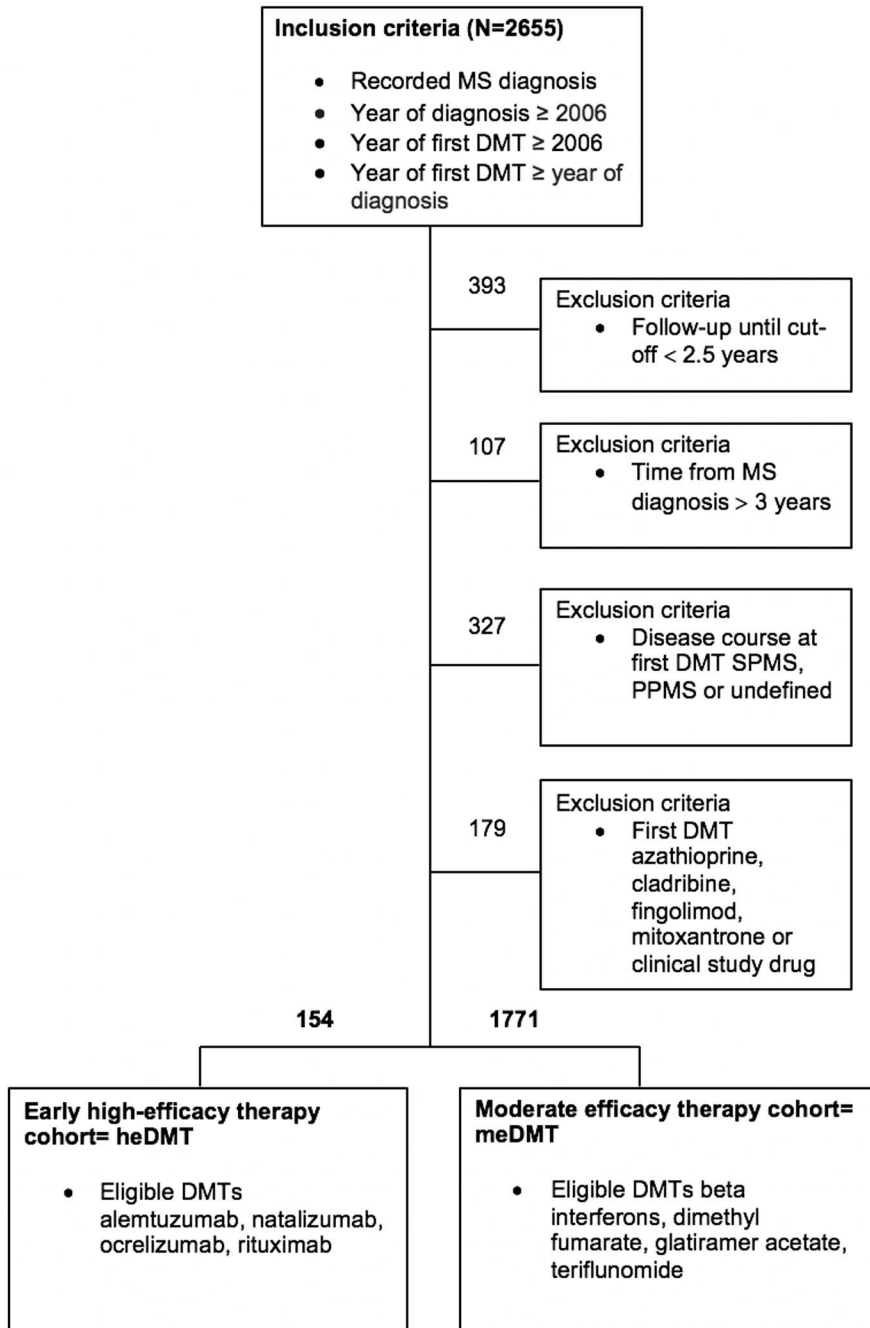 Inclusion criteria (N=2655)
• Recorded MS diagnosis
• Year of diagnosis ≥ 2006
• Year of first DMT ≥ 2006
• Year of first DMT ≥ year of
diagnosis
393
Exclusion criteria
• Follow-up until cut-
off < 2.5 years
107
Exclusion criteria
• Time from MS
diagnosis > 3 years
327
Exclusion criteria
• Disease course at
first DMT SPMS,
PPMS or undefined
179
Exclusion criteria
• First DMT
azathioprine,
cladribine,
fingolimod,
mitoxantrone or
clinical study drug
154
1771
Early high-efficacy therapy
cohort= heDMT
• Eligible DMTs
alemtuzumab, natalizumab,
ocrelizumab, rituximab
Moderate efficacy therapy cohort=
meDMT
• Eligible DMTs beta
interferons, dimethyl
fumarate, glatiramer acetate,
teriflunomide